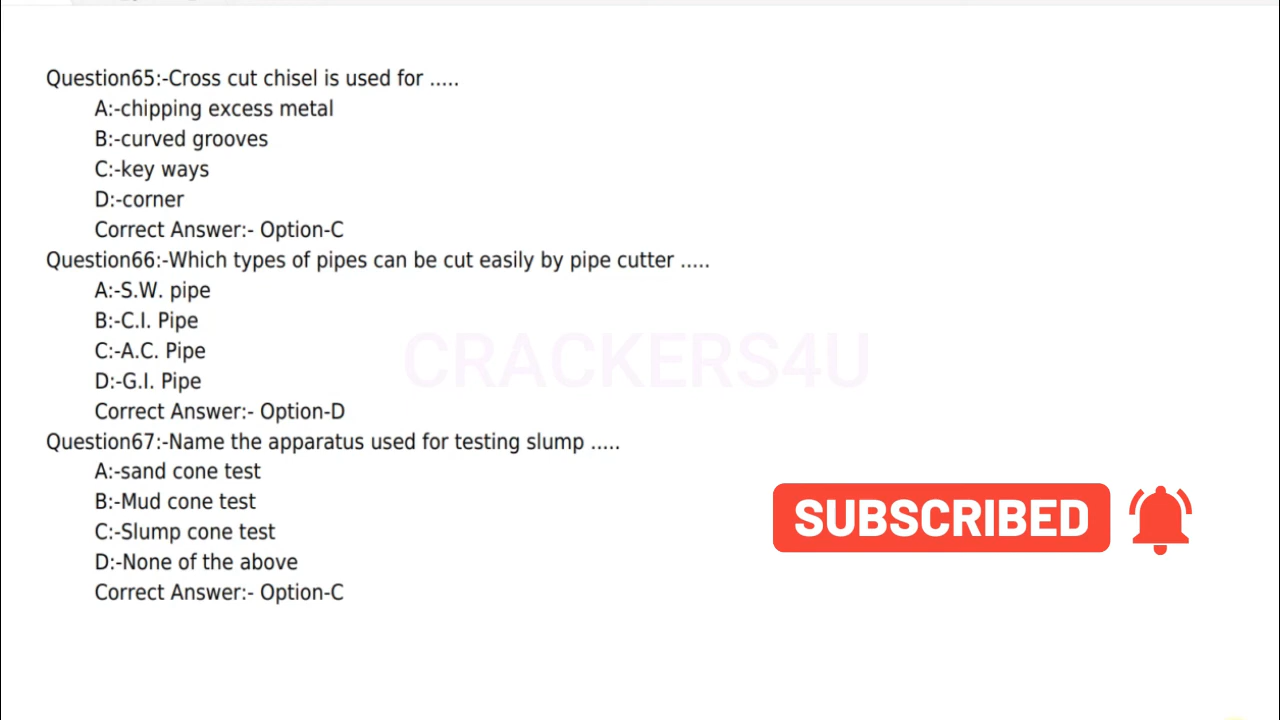 Question65:-Cross cut chisel is used for .....
A:-chipping excess metal
B:-curved grooves
C:-key ways
D:-corner
Correct Answer:- Option-C
Question66:-Which types of pipes can be cut easily by pipe cutter .....
A:-S.W. pipe
B:-C.I. Pipe
C:-A.C. Pipe
D:-G.I. Pipe
Correct Answer:- Option-D
Question67:-Name the apparatus used for testing slump .....
A:-sand cone test
B:-Mud cone test
C:-Slump cone test
D:-None of the above
Correct Answer:- Option-C
CRACKERS4U
SUBSCRIBED